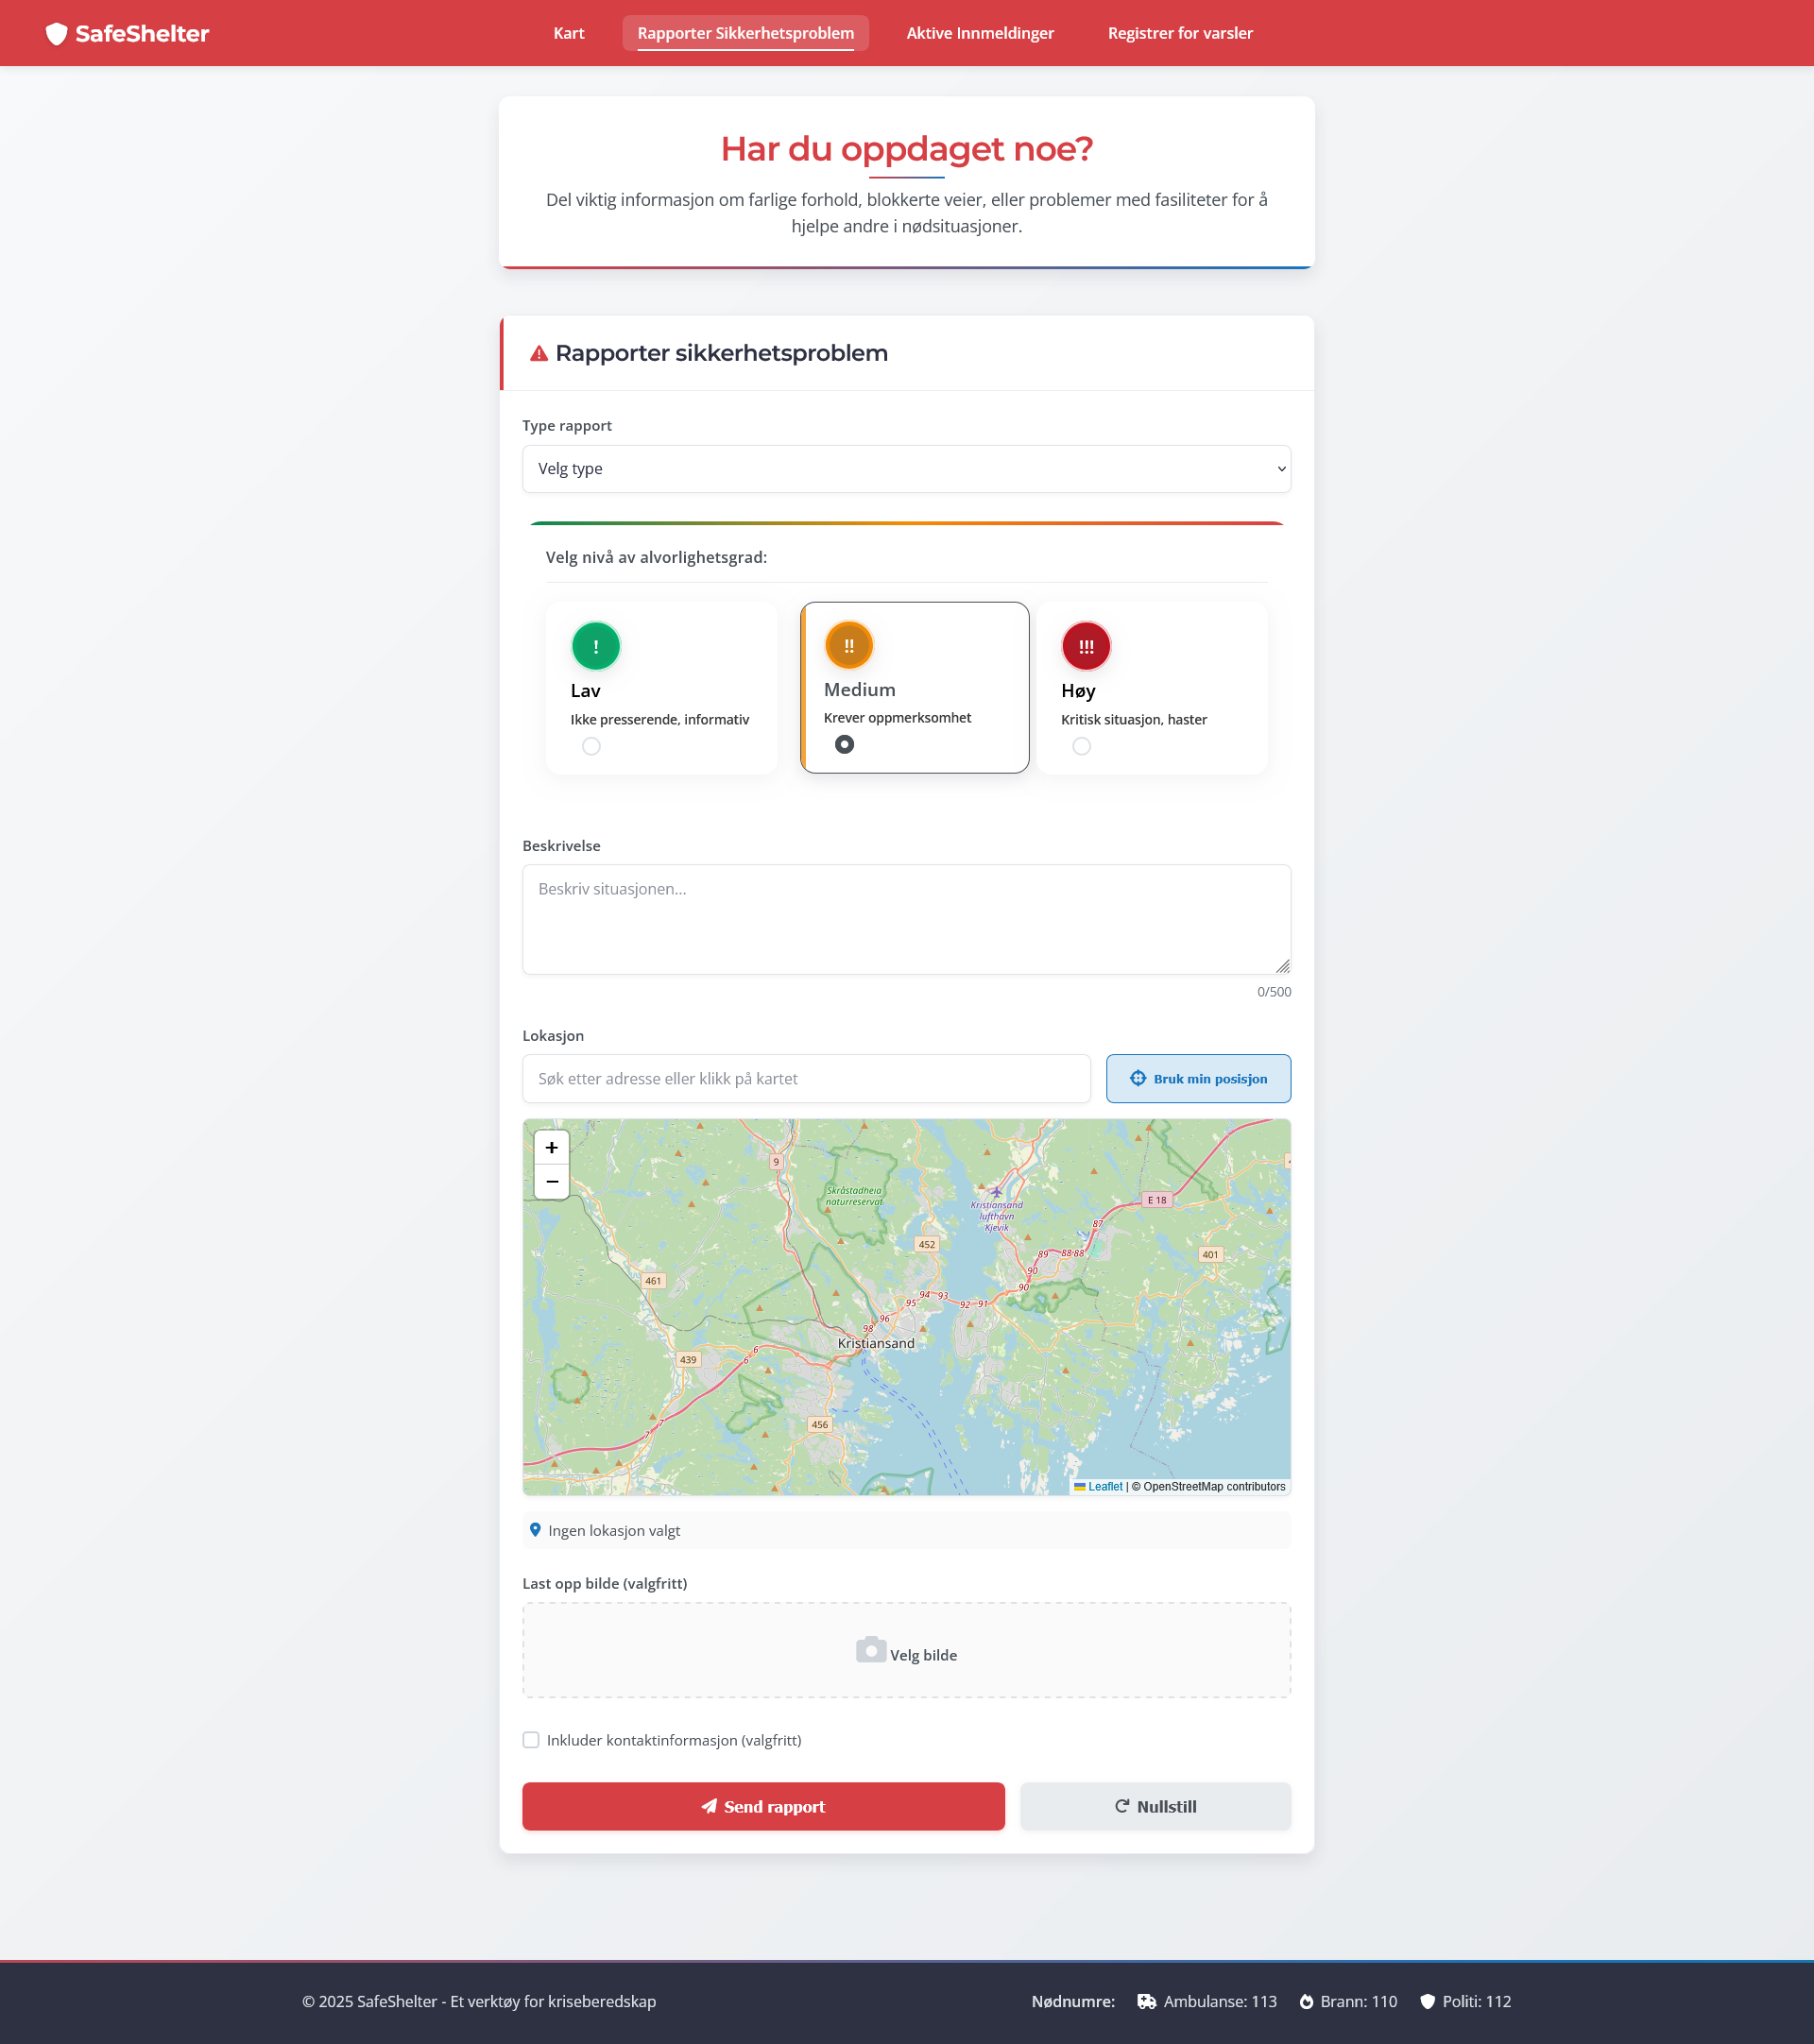 SafeShelter
Kart
Rapporter Sikkerhetsproblem
Aktive Innmeldinger
Registrer for varsler
Har du oppdaget noe?
Del viktig informasjon om farlige forhold, blokkerte veier, eller problemer med fasiliteter for å
hjelpe andre i nødsituasjoner.
Rapporter sikkerhetsproblem
Type rapport
Velg type
Velg nivå av alvorlighetsgrad:
!
Lav
Ikke presserende, informativ
!!
Medium
Krever oppmerksomhet
!!!
Høy
Kritisk situasjon, haster
Beskrivelse
Beskriv situasjonen...
0/500
Lokasjon
Søk etter adresse eller klikk på kartet
Bruk min posisjon
+
−
9
Skråstadheia
naturreservat
Kristiansand
lufthavn
Kjevik
E 18
87
452
89
88
88
401
90
461
90
94
93
95
92
91
96
98
Kristiansand
439
6
6
456
7
7
Leaflet | © OpenStreetMap contributors
Ingen lokasjon valgt
Last opp bilde (valgfritt)
Velg bilde
Inkluder kontaktinformasjon (valgfritt)
Send rapport
Nullstill
© 2025 SafeShelter - Et verktøy for kriseberedskap
Nødnumre:
Ambulanse: 113
Brann: 110
Politi: 112